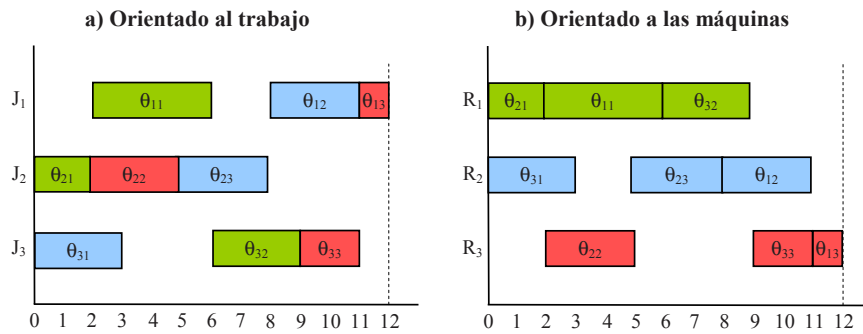 a) Orientado al trabajo
J₁ θ₁₁ θ₁₂ θ₁₃
J₂ θ₂₁ θ₂₂ θ₂₃
J₃ θ₃₁ θ₃₂ θ₃₃
0 1 2 3 4 5 6 7 8 9 10 11 12
b) Orientado a las máquinas
R₁ θ₂₁ θ₁₁ θ₃₂
R₂ θ₃₁ θ₂₃ θ₁₂
R₃ θ₂₂ θ₃₃ θ₁₃
0 1 2 3 4 5 6 7 8 9 10 11 12